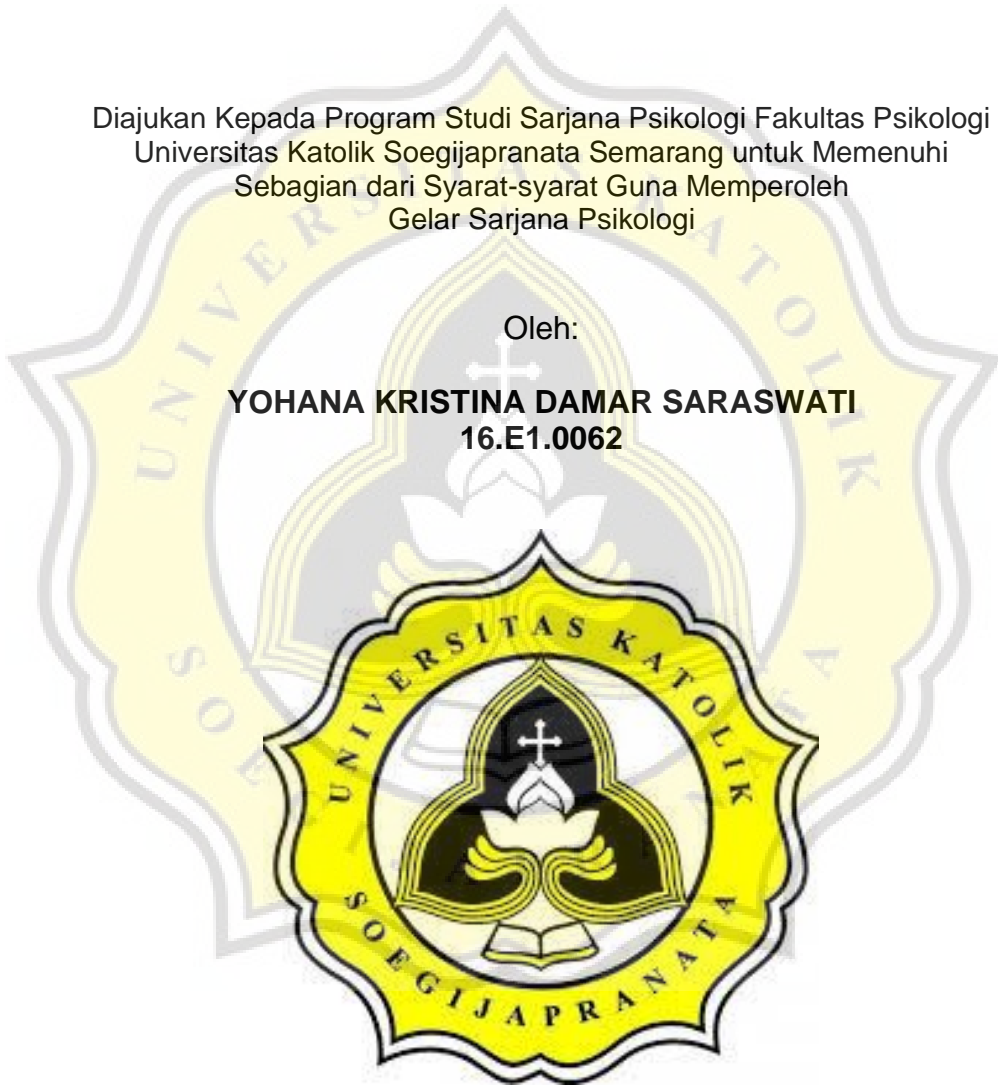 Diajukan Kepada Program Studi Sarjana Psikologi Fakultas Psikologi
Universitas Katolik Soegijapranata Semarang untuk Memenuhi
Sebagian dari Syarat-syarat Guna Memperoleh
Gelar Sarjana Psikologi
Oleh:
YOHANA KRISTINA DAMAR SARASWATI
16.E1.0062
UNIVERSITAS KATOLIK
SOEGIJAPRANATA